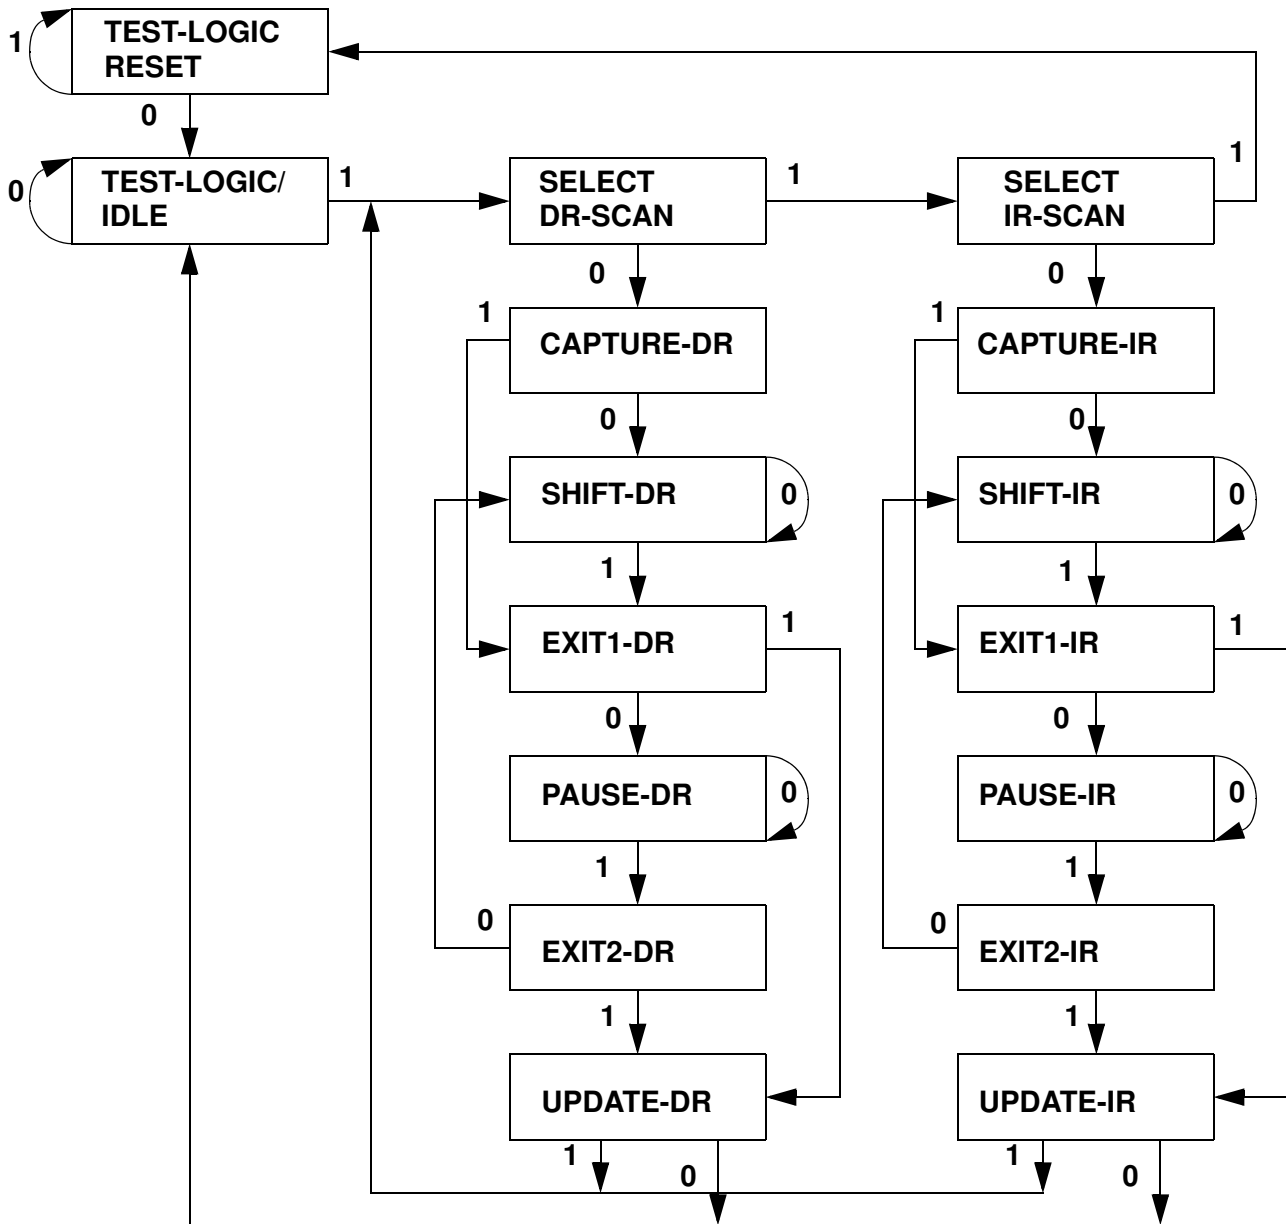 1
TEST-LOGIC
RESET
0
0
TEST-LOGIC/
IDLE
1
SELECT
DR-SCAN
1
SELECT
IR-SCAN
1
0
0
1
CAPTURE-DR
1
CAPTURE-IR
0
0
SHIFT-DR
0
SHIFT-IR
0
1
1
EXIT1-DR
1
EXIT1-IR
1
0
0
PAUSE-DR
0
PAUSE-IR
0
1
1
0
EXIT2-DR
0
EXIT2-IR
1
1
UPDATE-DR
UPDATE-IR
1
0
1
0